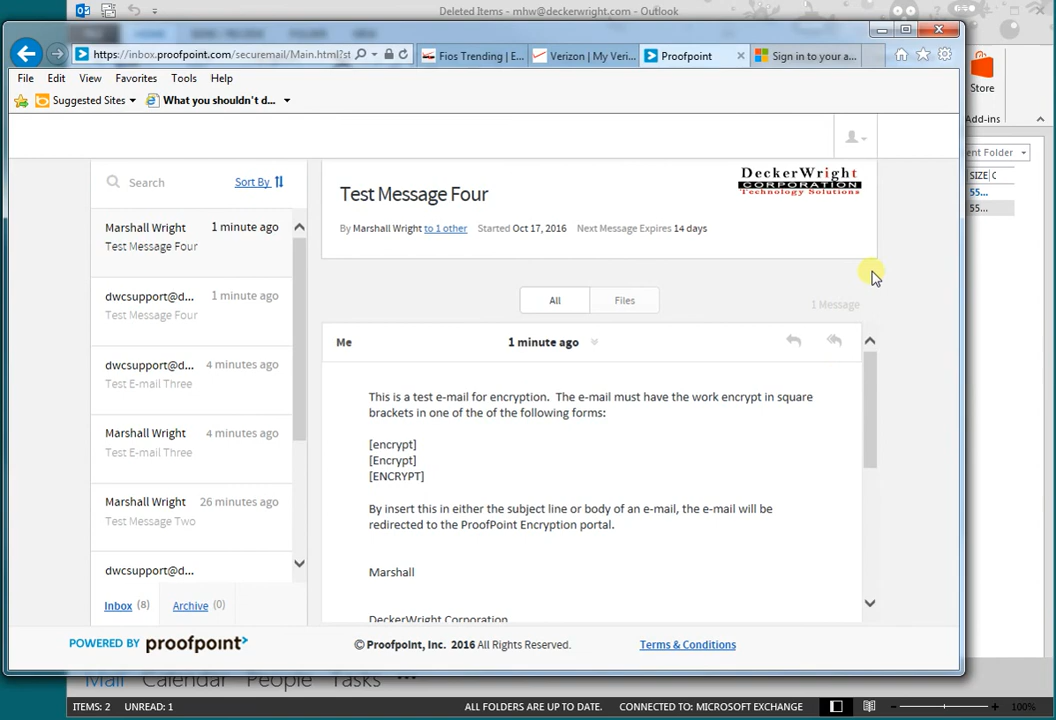 Deleted Items - mhw@deckerwright.com - Outlook
https://inbox.proofpoint.com/securemail/Main.html?st
Fios Trending | E...
Verizon | My Veri...
Proofpoint
Sign in to your a...
File Edit View Favorites Tools Help
Suggested Sites
What you shouldn't d...
Store
Add-ins
ent Folder
SIZE C
55...
55...
Search
Sort By
Marshall Wright 1 minute ago
Test Message Four
dwcsupport@d... 1 minute ago
Test Message Four
dwcsupport@d... 4 minutes ago
Test E-mail Three
Marshall Wright 4 minutes ago
Test E-mail Three
Marshall Wright 26 minutes ago
Test Message Two
dwcsupport@d...
Inbox (8) Archive (0)
Test Message Four
DeckerWright
CORPORATION
Technology Solutions
By Marshall Wright to 1 other Started Oct 17, 2016 Next Message Expires 14 days
All Files
1 Message
Me 1 minute ago
This is a test e-mail for encryption. The e-mail must have the work encrypt in square
brackets in one of the of the following forms:
[encrypt]
[Encrypt]
[ENCRYPT]
By insert this in either the subject line or body of an e-mail, the e-mail will be
redirected to the ProofPoint Encryption portal.
Marshall
DeckerWright Corporation
POWERED BY proofpoint
© Proofpoint, Inc. 2016 All Rights Reserved.
Terms & Conditions
Mail Calendar People Tasks
ITEMS: 2 UNREAD: 1
ALL FOLDERS ARE UP TO DATE. CONNECTED TO: MICROSOFT EXCHANGE
100%